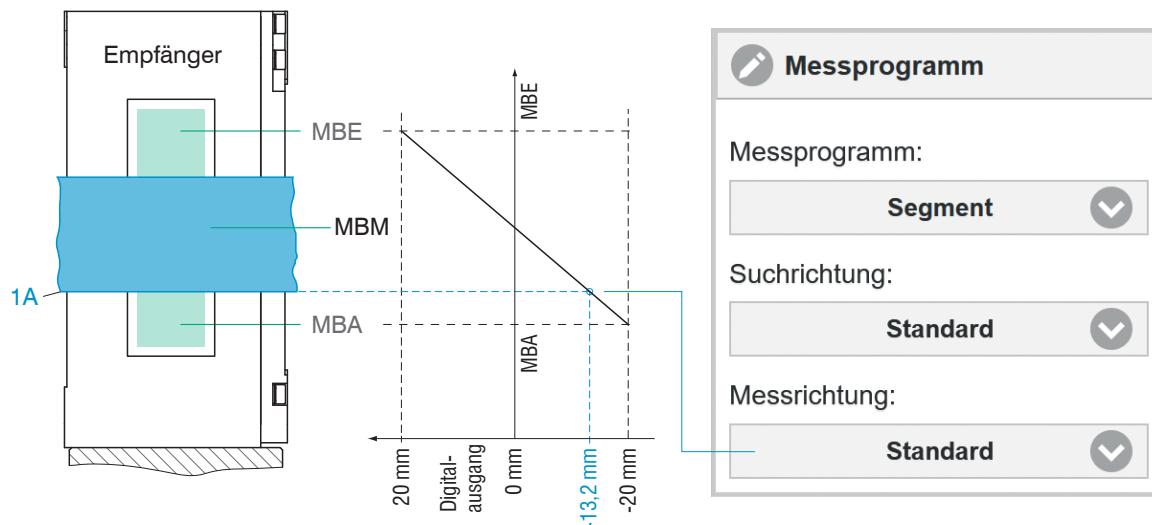 Empfänger
MBE
MBM
MBA
1A
MBE
MBA
20 mm
Digital-
ausgang
0 mm
-13,2 mm
-20 mm
Messprogramm
Messprogramm:
Segment
Suchrichtung:
Standard
Messrichtung:
Standard